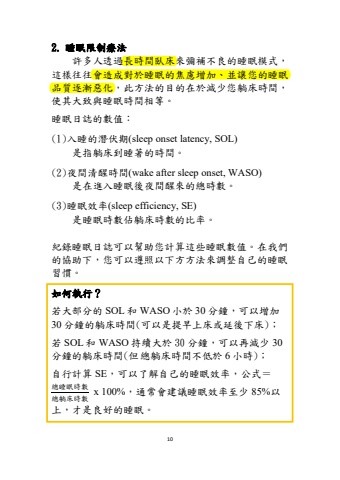 2. 睡眠限制療法
許多人透過長時間臥床來彌補不良的睡眠模式，
這樣往往會造成對於睡眠的焦慮增加、並讓您的睡眠
品質逐漸惡化，此方法的目的在於減少您躺床時間，
使其大致與睡眠時間相等。
睡眠日誌的數值：
(1)入睡的潛伏期(sleep onset latency, SOL)
是指躺床到睡著的時間。
(2)夜間清醒時間(wake after sleep onset, WASO)
是在進入睡眠後夜間醒來的總時數。
(3)睡眠效率(sleep efficiency, SE)
是睡眠時數佔躺床時數的比率。
紀錄睡眠日誌可以幫助您計算這些睡眠數值。在我們
的協助下，您可以遵照以下方方法來調整自己的睡眠
習慣。
如何執行？
若大部分的 SOL 和 WASO 小於 30 分鐘，可以增加
30 分鐘的躺床時間(可以是提早上床或延後下床)；
若 SOL 和 WASO 持續大於 30 分鐘，可以再減少 30
分鐘的躺床時間(但總躺床時間不低於 6 小時)；
自行計算 SE，可以了解自己的睡眠效率，公式＝
總睡眠時數
總躺床時數 x 100%，通常會建議睡眠效率至少 85%以
上，才是良好的睡眠。
10